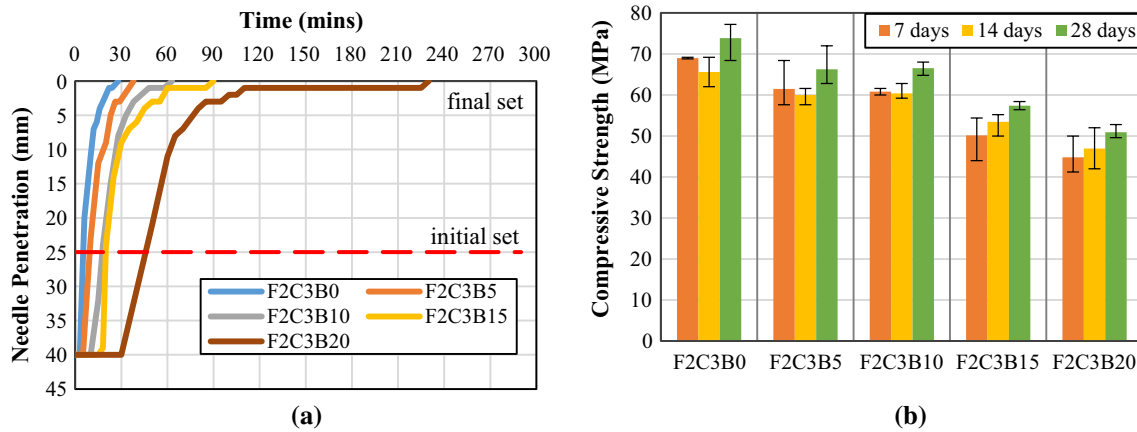 Time (mins)
0 30 60 90 120 150 180 210 240 270 300
Needle Penetration (mm)
0
5
10
15
20
25
30
35
40
45
final set
initial set
F2C3B0 F2C3B5
F2C3B10 F2C3B15
F2C3B20
(a)
Compressive Strength (MPa)
80
70
60
50
40
30
20
10
0
7 days 14 days 28 days
F2C3B0 F2C3B5 F2C3B10 F2C3B15 F2C3B20
(b)